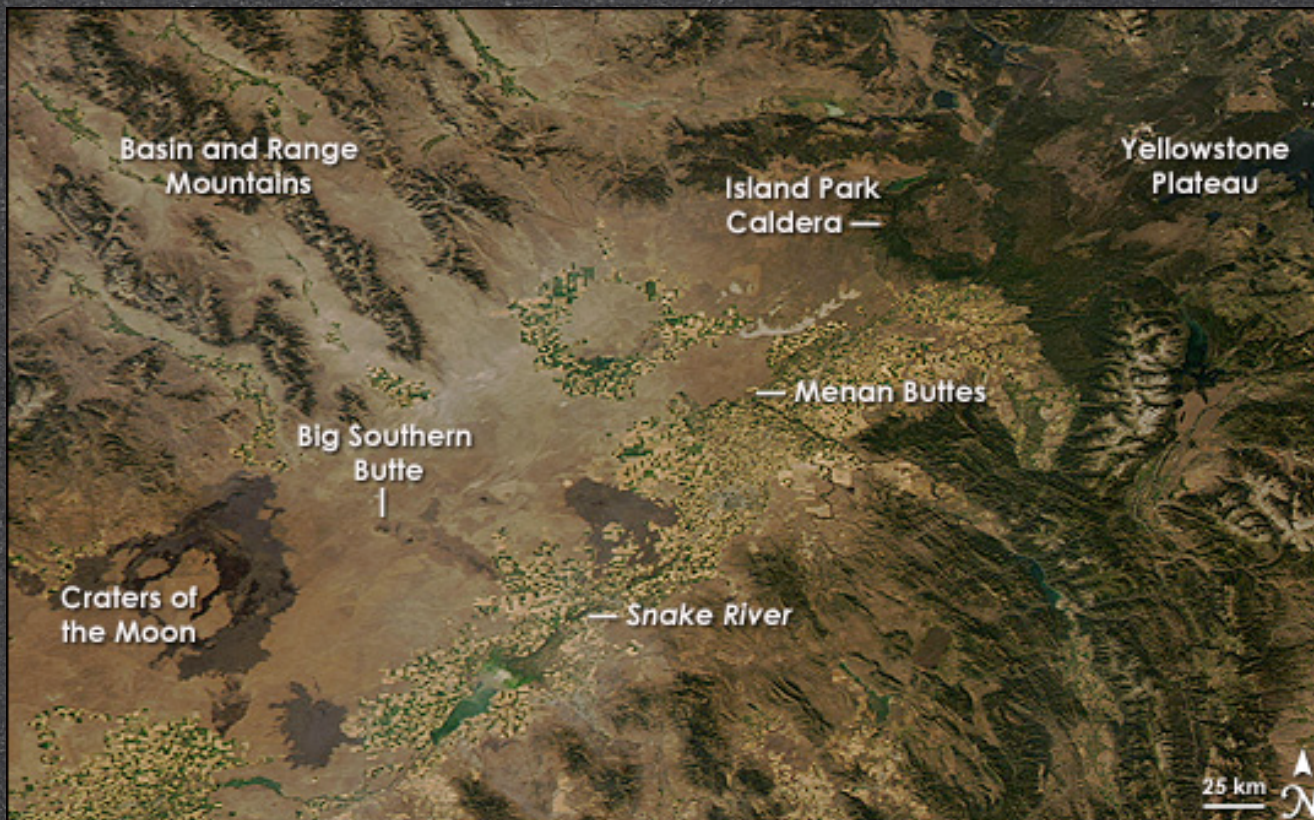 Basin and Range
Mountains
Yellowstone
Plateau
Island Park
Caldera
Menan Buttes
Big Southern
Butte
Craters of
the Moon
Snake River
25 km
N